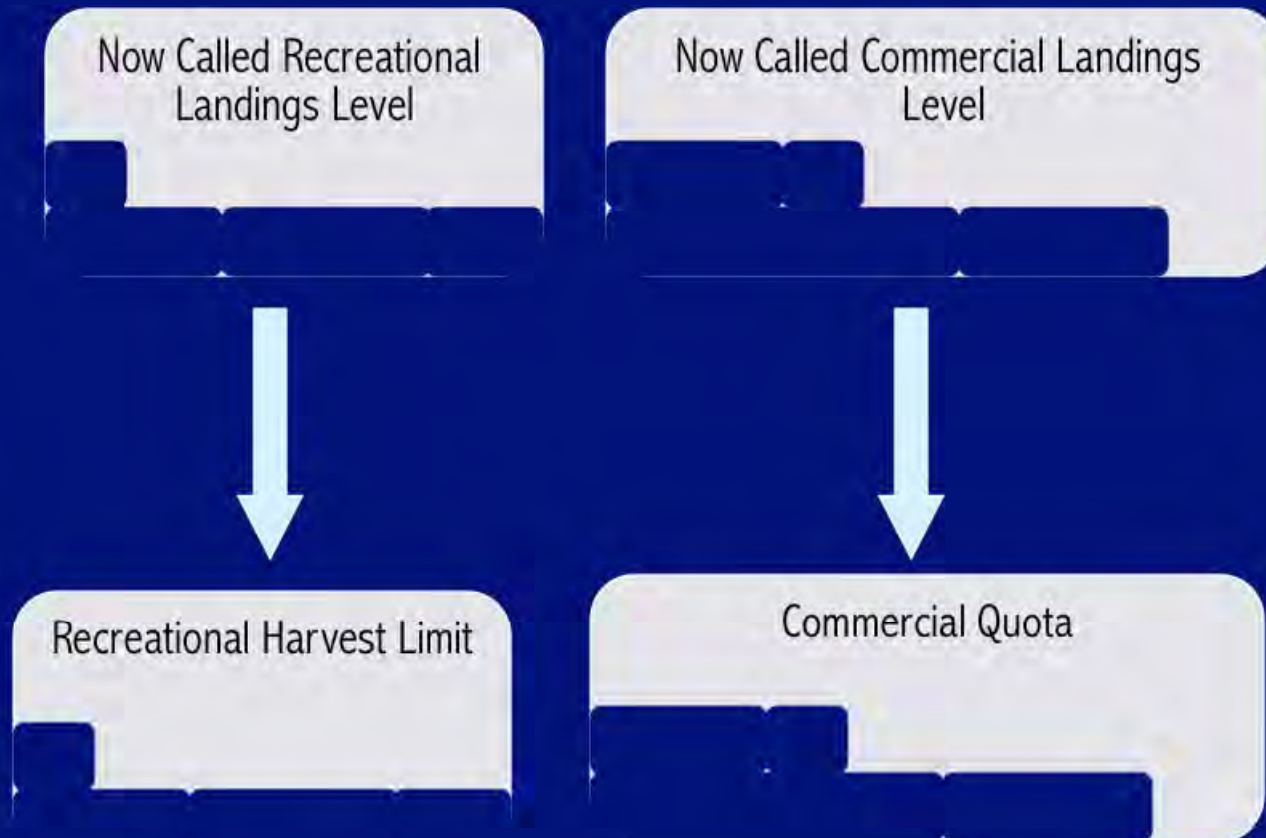 Now Called Recreational
Landings Level
Now Called Commercial Landings
Level
Recreational Harvest Limit
Commercial Quota